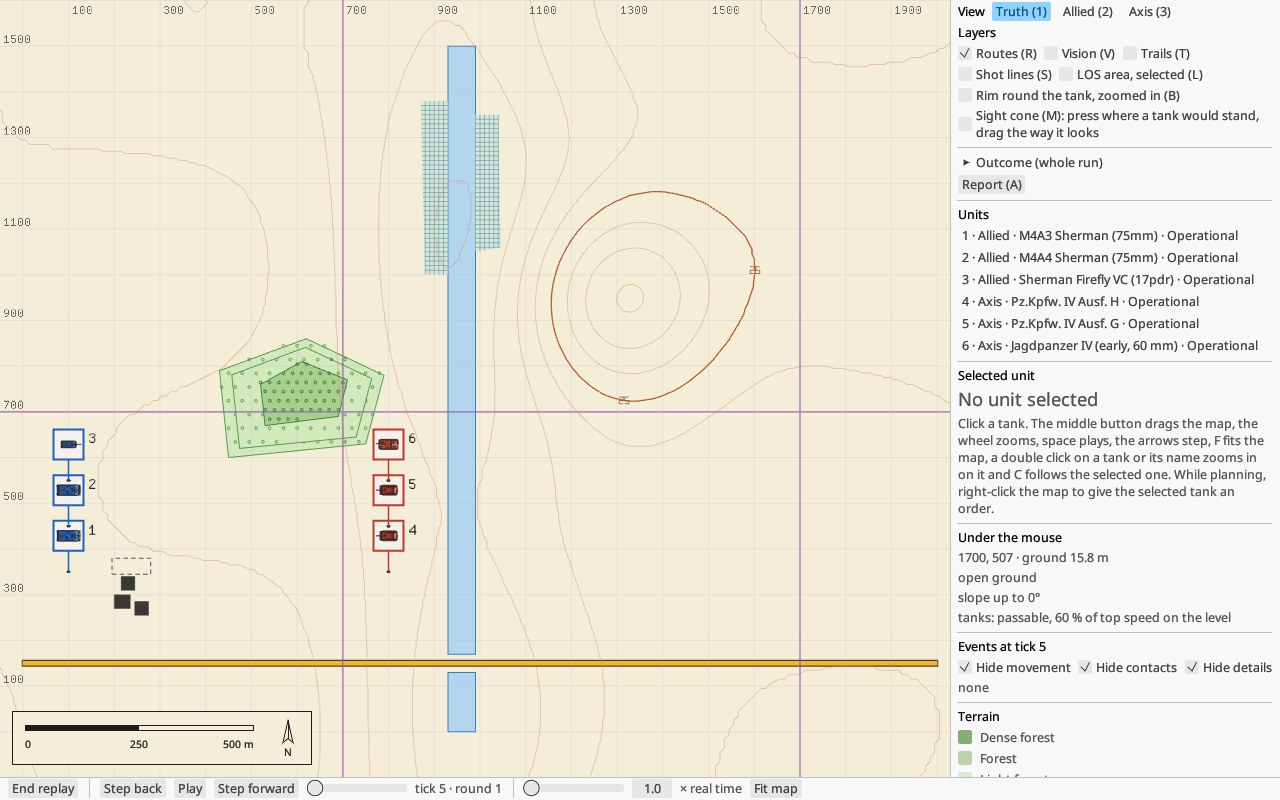 100 300 500 700 900 1100 1300 1500 1700 1900
1500
1300
1100
900
700
500
300
100
25
25
3
2
1
6
5
4
0 250 500 m
N
View Truth (1) Allied (2) Axis (3)
Layers
Routes (R) Vision (V) Trails (T)
Shot lines (S) LOS area, selected (L)
Rim round the tank, zoomed in (B)
Sight cone (M): press where a tank would stand,
drag the way it looks
Outcome (whole run)
Report (A)
Units
1 · Allied · M4A3 Sherman (75mm) · Operational
2 · Allied · M4A4 Sherman (75mm) · Operational
3 · Allied · Sherman Firefly VC (17pdr) · Operational
4 · Axis · Pz.Kpfw. IV Ausf. H · Operational
5 · Axis · Pz.Kpfw. IV Ausf. G · Operational
6 · Axis · Jagdpanzer IV (early, 60 mm) · Operational
Selected unit
No unit selected
Click a tank. The middle button drags the map, the
wheel zooms, space plays, the arrows step, F fits the
map, a double click on a tank or its name zooms in
on it and C follows the selected one. While planning,
right-click the map to give the selected tank an
order.
Under the mouse
1700, 507 · ground 15.8 m
open ground
slope up to 0°
tanks: passable, 60 % of top speed on the level
Events at tick 5
Hide movement Hide contacts Hide details
none
Terrain
Dense forest
Forest
Light forest
End replay Step back Play Step forward tick 5 · round 1 1.0 × real time Fit map